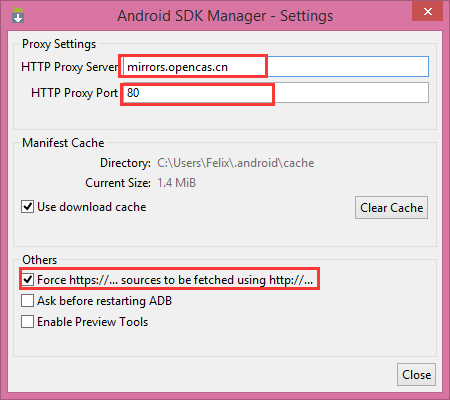 Android SDK Manager - Settings
Proxy Settings
HTTP Proxy Server mirrors.opencas.cn
HTTP Proxy Port 80
Manifest Cache
Directory: C:\Users\Felix\.android\cache
Current Size: 1.4 MiB
Use download cache Clear Cache
Others
Force https://... sources to be fetched using http://...
Ask before restarting ADB
Enable Preview Tools
Close